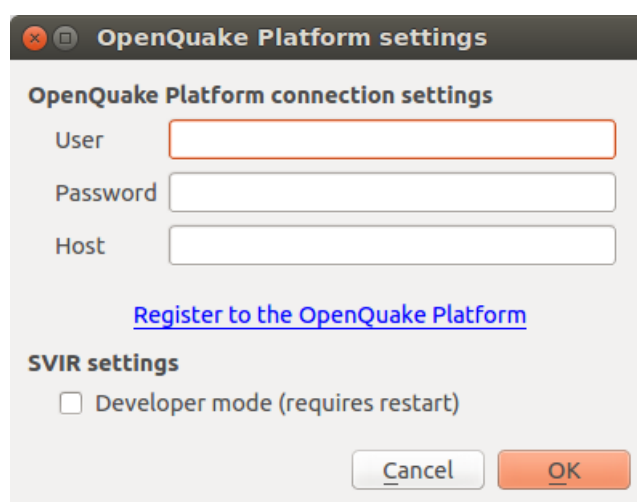 OpenQuake Platform settings
OpenQuake Platform connection settings
User
Password
Host
Register to the OpenQuake Platform
SVIR settings
Developer mode (requires restart)
Cancel OK